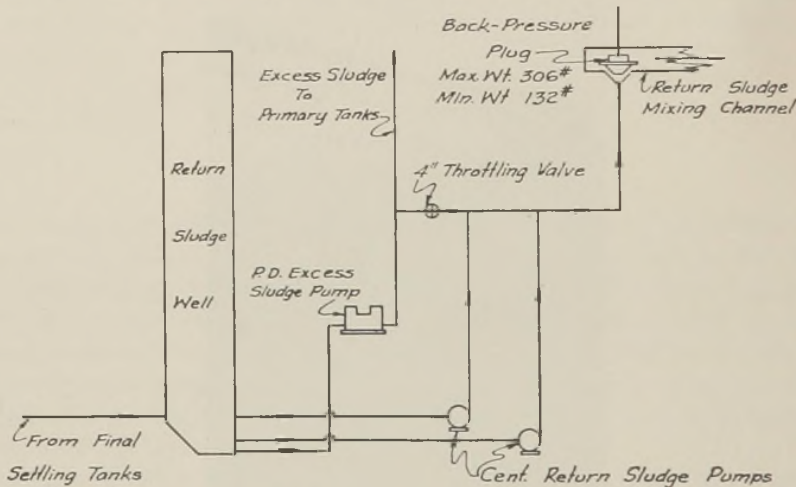 Back-Pressure
Plug
Max. Wt. 306#
Min. Wt 132#
Return Sludge
Mixing Channel
Excess Sludge
To
Primary Tanks
4" Throttling Valve
Return
Sludge
Well
P.D. Excess
Sludge Pump
From Final
Settling Tanks
Cent. Return Sludge Pumps